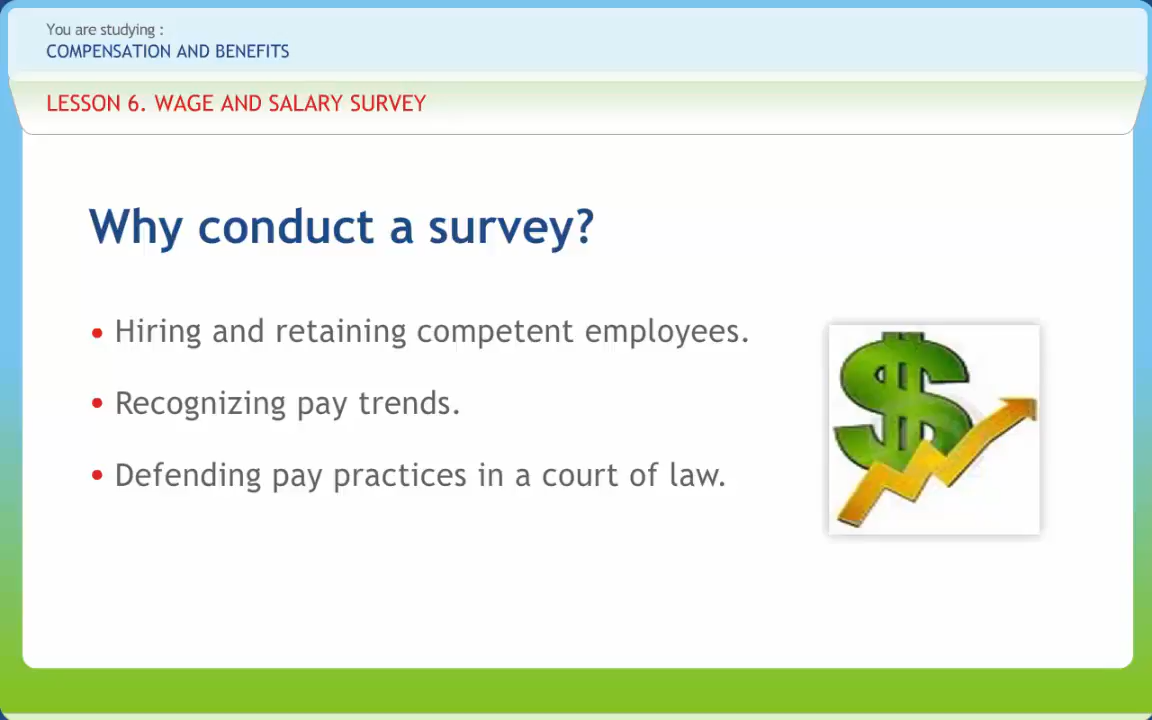 You are studying :
COMPENSATION AND BENEFITS
LESSON 6. WAGE AND SALARY SURVEY
Why conduct a survey?
• Hiring and retaining competent employees.
• Recognizing pay trends.
• Defending pay practices in a court of law.